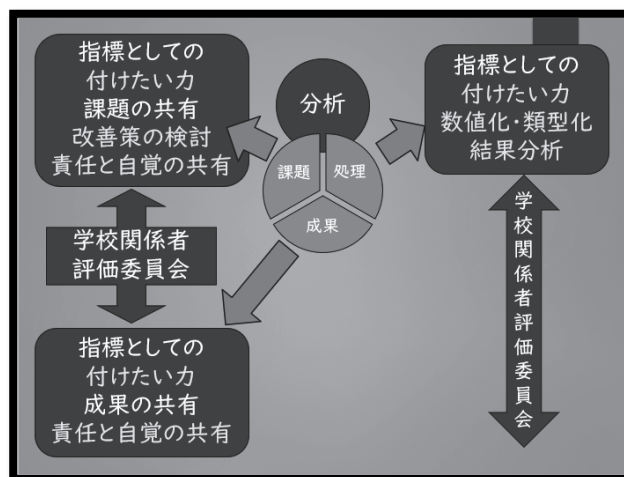 指標としての
付けたい力
課題の共有
改善策の検討
責任と自覚の共有
分析
課題
処理
成果
指標としての
付けたい力
数値化・類型化
結果分析
学校関係者
評価委員会
学校関係者評価委員会
指標としての
付けたい力
成果の共有
責任と自覚の共有